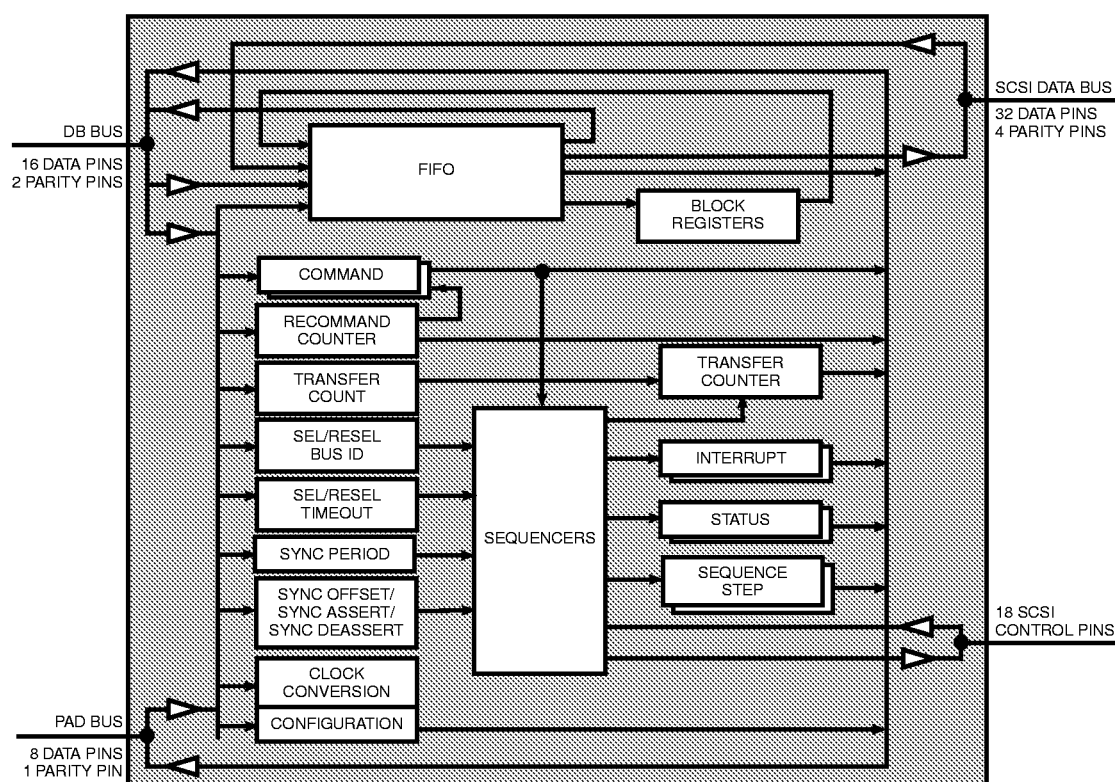 SCSI DATA BUS
32 DATA PINS
4 PARITY PINS
DB BUS
16 DATA PINS
2 PARITY PINS
FIFO
BLOCK
REGISTERS
COMMAND
RECOMMAND
COUNTER
TRANSFER
COUNT
TRANSFER
COUNTER
SEL/RESEL
BUS ID
SEL/RESEL
TIMEOUT
SYNC PERIOD
SYNC OFFSET/
SYNC ASSERT/
SYNC DEASSERT
SEQUENCERS
INTERRUPT
STATUS
SEQUENCE
STEP
18 SCSI
CONTROL PINS
CLOCK
CONVERSION
CONFIGURATION
PAD BUS
8 DATA PINS
1 PARITY PIN